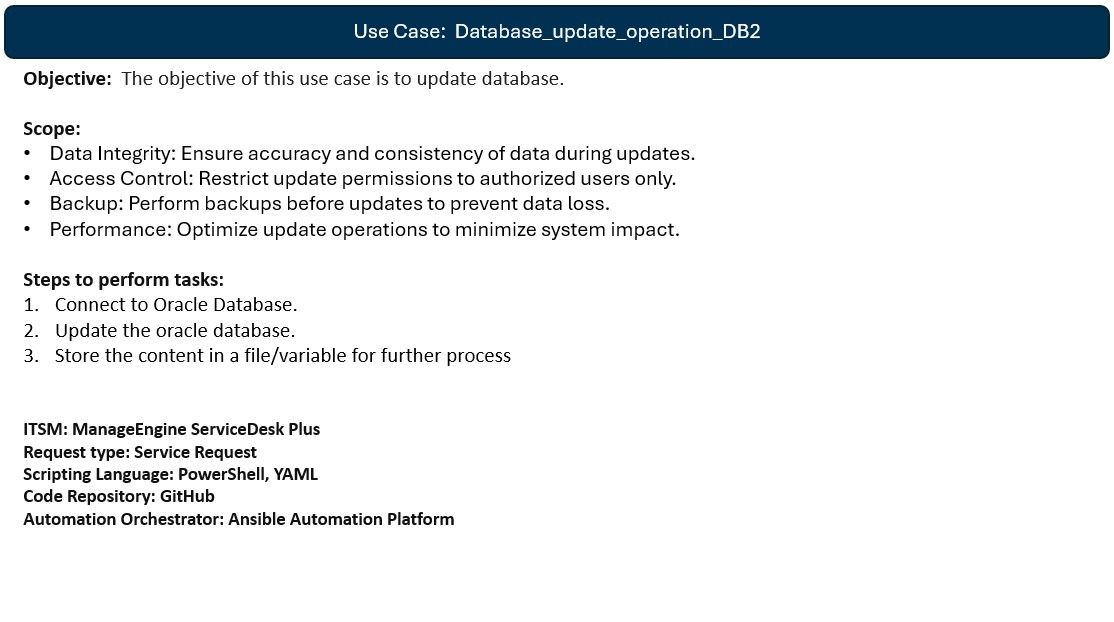 Use Case:  Database_update_operation_DB2
Objective:  The objective of this use case is to update database.
Scope:
• Data Integrity: Ensure accuracy and consistency of data during updates.
• Access Control: Restrict update permissions to authorized users only.
• Backup: Perform backups before updates to prevent data loss.
• Performance: Optimize update operations to minimize system impact.
Steps to perform tasks:
1. Connect to Oracle Database.
2. Update the oracle database.
3. Store the content in a file/variable for further process
ITSM: ManageEngine ServiceDesk Plus
Request type: Service Request
Scripting Language: PowerShell, YAML
Code Repository: GitHub
Automation Orchestrator: Ansible Automation Platform